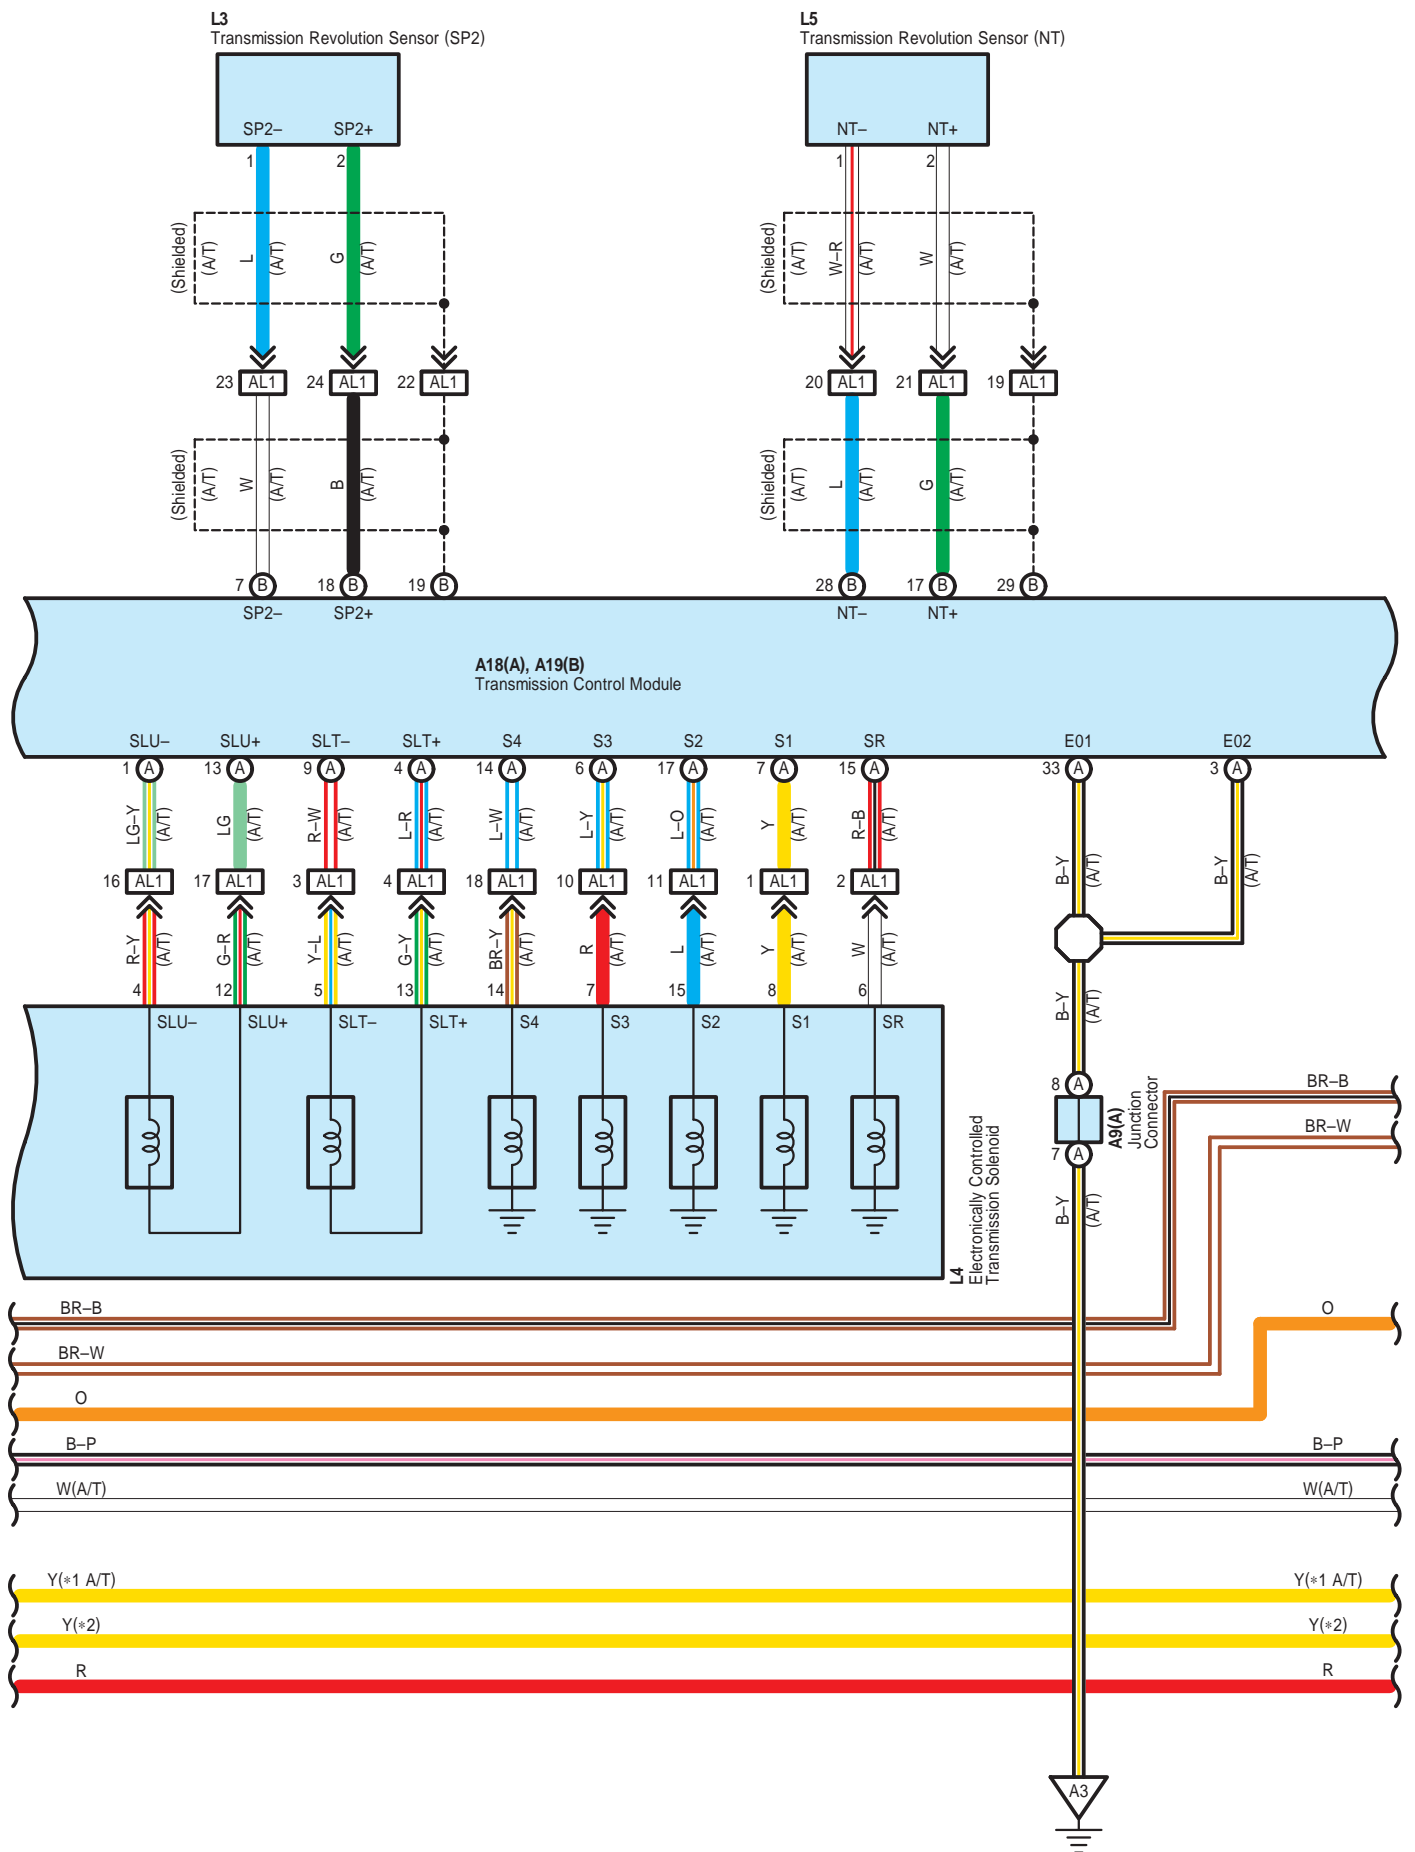 L3
Transmission Revolution Sensor (SP2)
L5
Transmission Revolution Sensor (NT)
SP2– SP2+ NT– NT+
1 2 1 2
(Shielded) (A/T) L (A/T) G (A/T) (Shielded) (A/T) W–R (A/T) W (A/T)
23 AL1 24 AL1 22 AL1 20 AL1 21 AL1 19 AL1
(Shielded) (A/T) W (A/T) B (A/T) (Shielded) (A/T) L (A/T) G (A/T)
7 B 18 B 19 B 28 B 17 B 29 B
SP2– SP2+ NT– NT+
A18(A), A19(B)
Transmission Control Module
SLU– SLU+ SLT– SLT+ S4 S3 S2 S1 SR E01 E02
1 A 13 A 9 A 4 A 14 A 6 A 17 A 7 A 15 A 33 A 3 A
LG–Y (A/T) LG (A/T) R–W (A/T) L–R (A/T) L–W (A/T) L–Y (A/T) L–O (A/T) Y (A/T) R–B (A/T) B–Y (A/T) B–Y (A/T)
16 AL1 17 AL1 3 AL1 4 AL1 18 AL1 10 AL1 11 AL1 1 AL1 2 AL1
R–Y (A/T) G–R (A/T) Y–L (A/T) G–Y (A/T) BR–Y (A/T) R (A/T) L (A/T) Y (A/T) W (A/T)
4 12 5 13 14 7 15 8 6
B–Y (A/T)
SLU– SLU+ SLT– SLT+ S4 S3 S2 S1 SR
8 A
A9(A)
Junction
Connector
7 A
B–Y (A/T)
BR–B
BR–W
L4
Electronically Controlled
Transmission Solenoid
BR–B O
BR–W
O
B–P B–P
W(A/T) W(A/T)
Y(*1 A/T) Y(*1 A/T)
Y(*2) Y(*2)
R R
A3